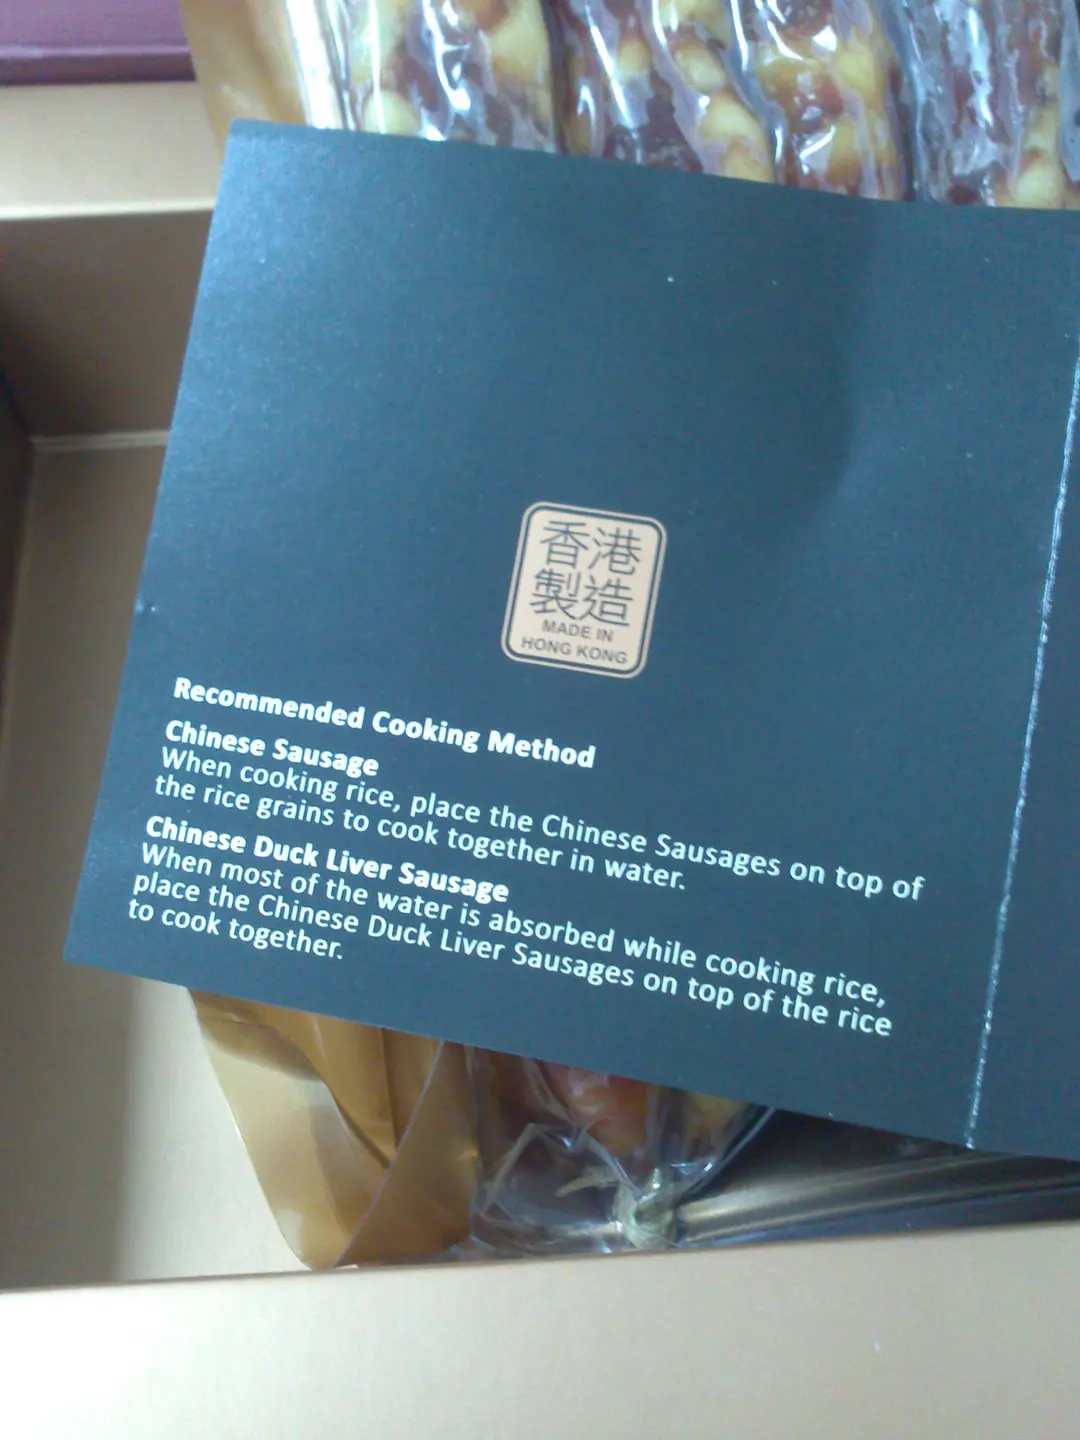 香港
製造
MADE IN
HONG KONG
Recommended Cooking Method
Chinese Sausage
When cooking rice, place the Chinese Sausages on top of
the rice grains to cook together in water.
Chinese Duck Liver Sausage
When most of the water is absorbed while cooking rice,
place the Chinese Duck Liver Sausages on top of the rice
to cook together.